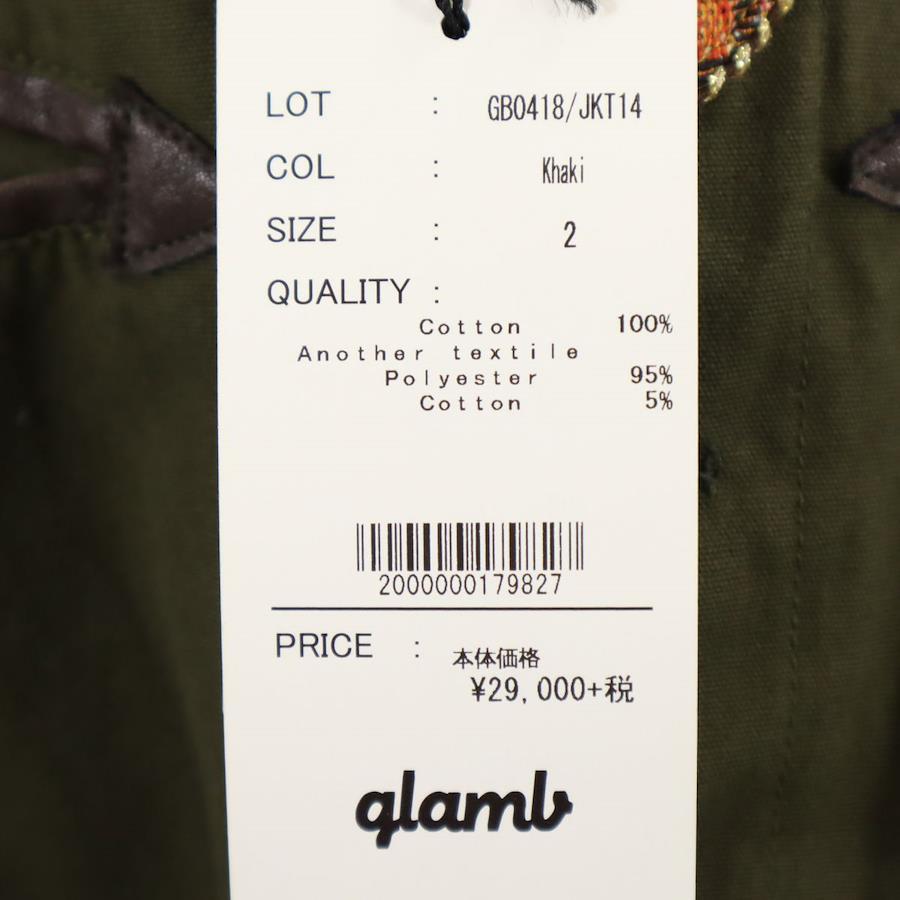 LOT : GB0418/JKT14
COL : Khaki
SIZE : 2
QUALITY :
Cotton 100%
Another textile
Polyester 95%
Cotton 5%
2000000179827
PRICE : 本体価格
¥29,000+税
glamb